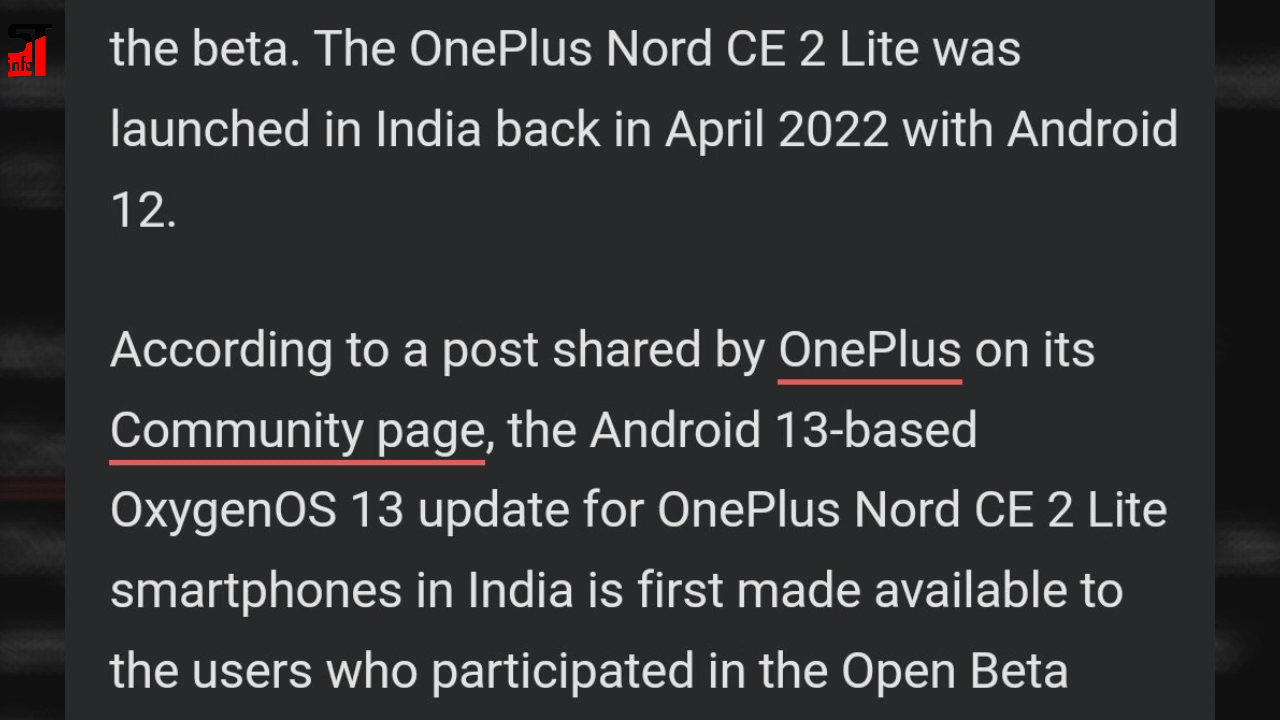 ST
info
the beta. The OnePlus Nord CE 2 Lite was
launched in India back in April 2022 with Android
12.
According to a post shared by OnePlus on its
Community page, the Android 13-based
OxygenOS 13 update for OnePlus Nord CE 2 Lite
smartphones in India is first made available to
the users who participated in the Open Beta